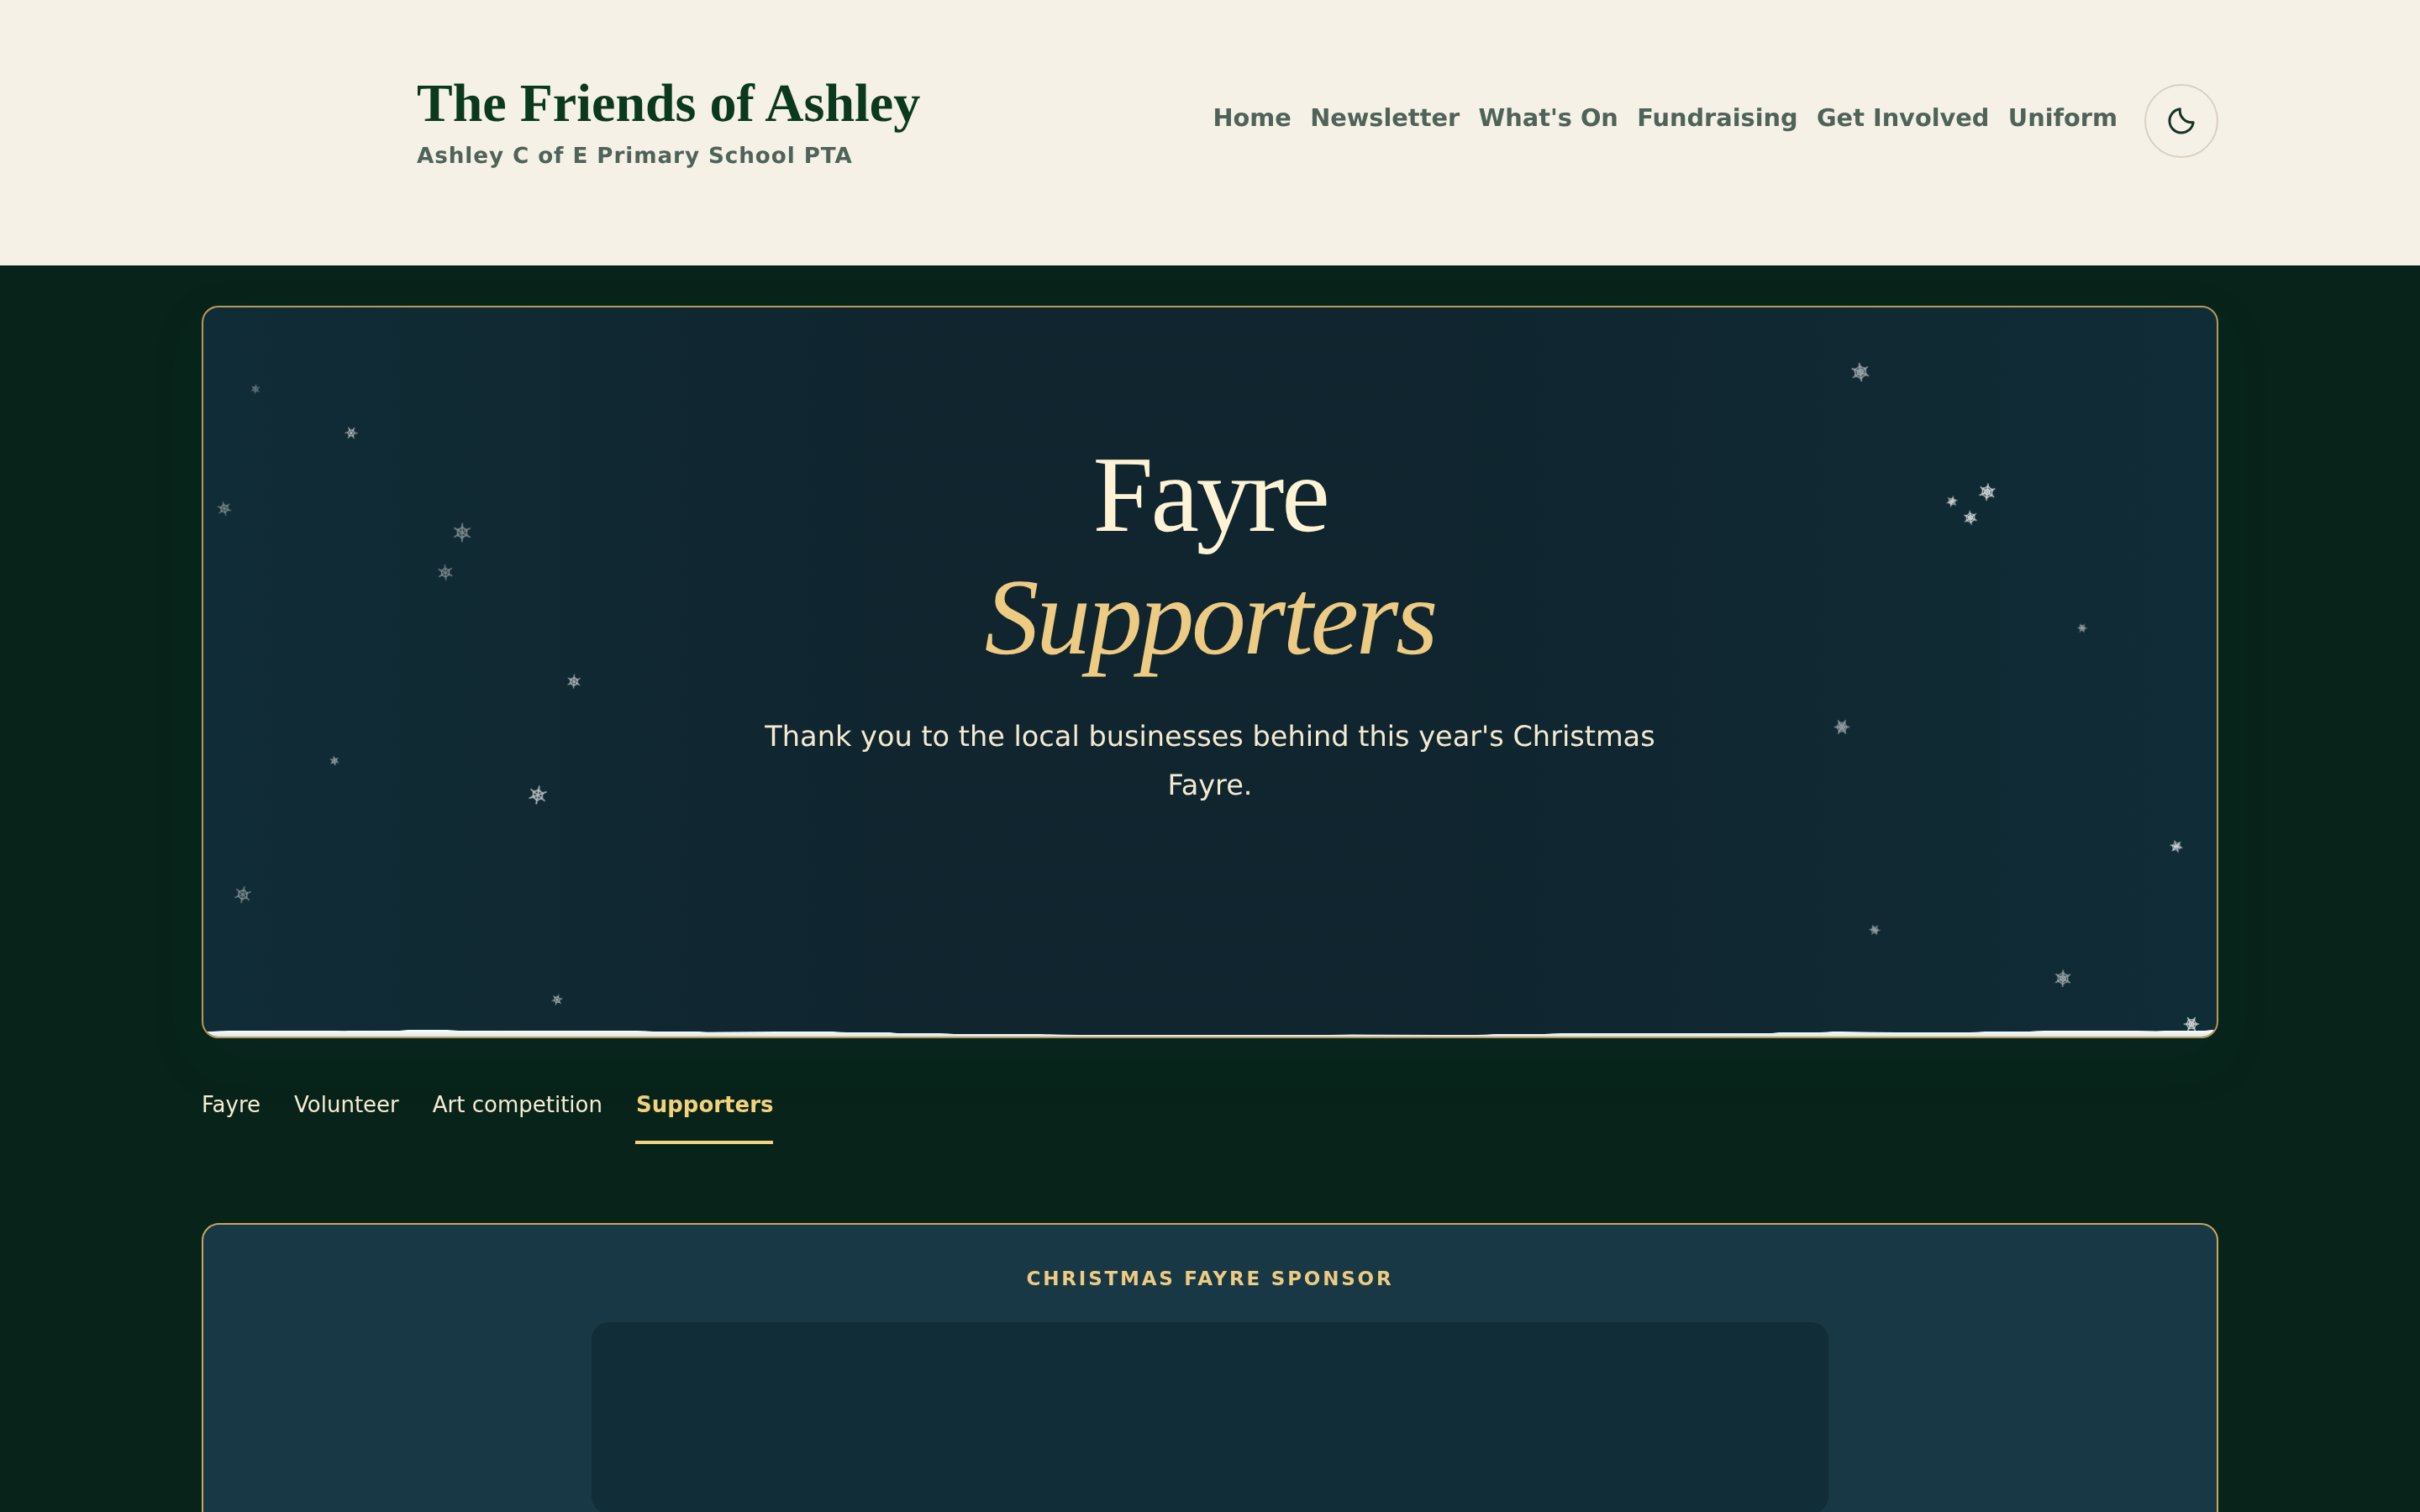 The Friends of Ashley
Ashley C of E Primary School PTA
Home Newsletter What's On Fundraising Get Involved Uniform
Fayre
Supporters
Thank you to the local businesses behind this year's Christmas
Fayre.
Fayre Volunteer Art competition Supporters
CHRISTMAS FAYRE SPONSOR